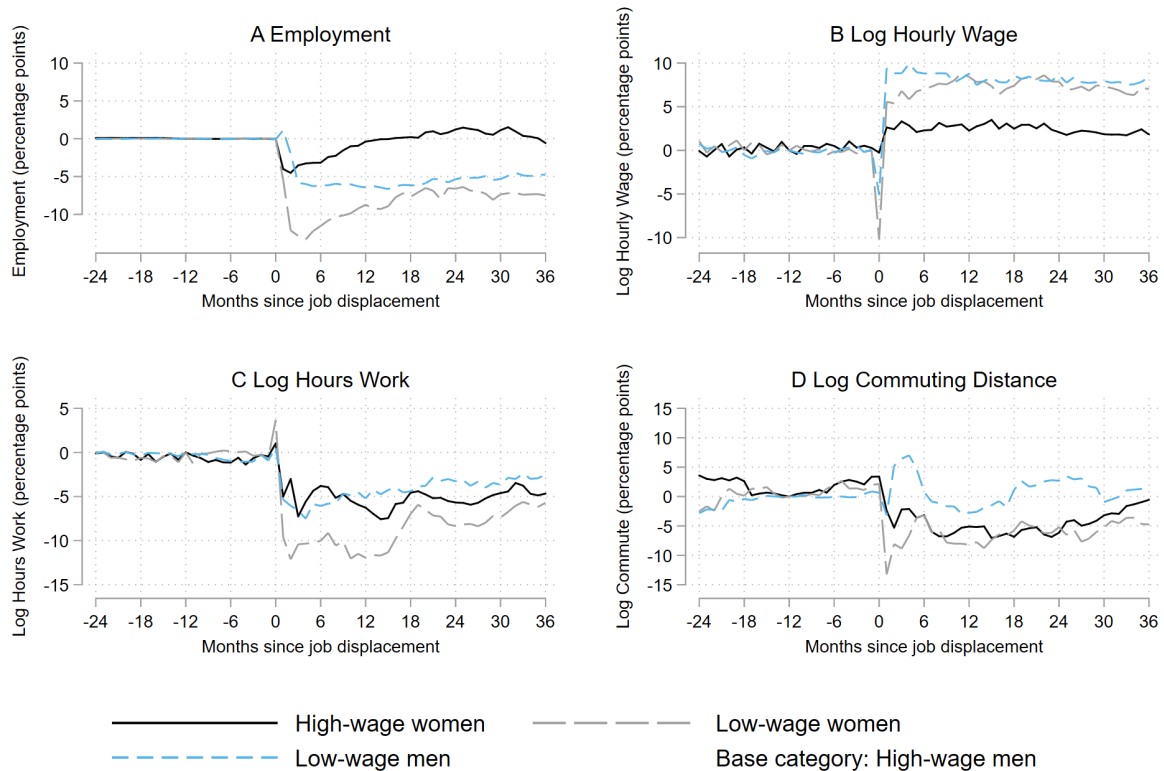 A Employment
Employment (percentage points)
10
5
0
-5
-10
-24 -18 -12 -6 0 6 12 18 24 30 36
Months since job displacement
B Log Hourly Wage
Log Hourly Wage (percentage points)
10
5
0
-5
-10
-24 -18 -12 -6 0 6 12 18 24 30 36
Months since job displacement
C Log Hours Work
Log Hours Work (percentage points)
5
0
-5
-10
-15
-24 -18 -12 -6 0 6 12 18 24 30 36
Months since job displacement
D Log Commuting Distance
Log Commute (percentage points)
15
10
5
0
-5
-10
-15
-24 -18 -12 -6 0 6 12 18 24 30 36
Months since job displacement
High-wage women
Low-wage women
Low-wage men
Base category: High-wage men